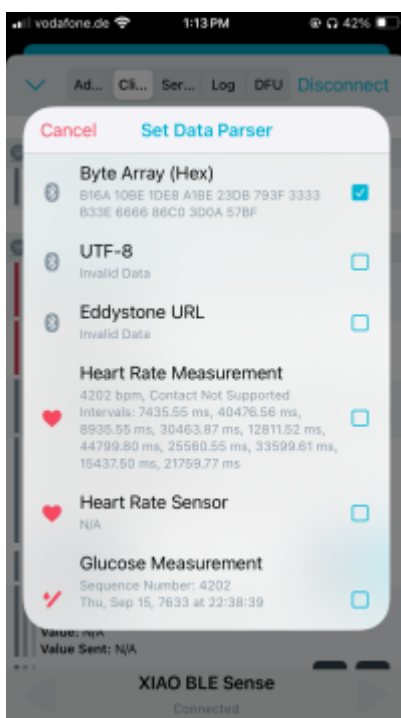 vodafone.de 1:13 PM 42%
Ad... Cli... Ser... Log DFU Disconnect
Cancel Set Data Parser
Byte Array (Hex)
B16A 10BE 1DE8 A1BE 23DB 793F 3333
B33E 6666 86C0 3D0A 57BF
UTF-8
Invalid Data
Eddystone URL
Invalid Data
Heart Rate Measurement
4202 bpm, Contact Not Supported
Intervals: 7435.55 ms, 40476.56 ms,
8935.55 ms, 30463.87 ms, 12811.52 ms,
44799.80 ms, 25560.55 ms, 33599.61 ms,
15437.50 ms, 21759.77 ms
Heart Rate Sensor
N/A
Glucose Measurement
Sequence Number: 4202
Thu, Sep 15, 7633 at 22:38:39
Value: N/A
Value Sent: N/A
XIAO BLE Sense
Connected